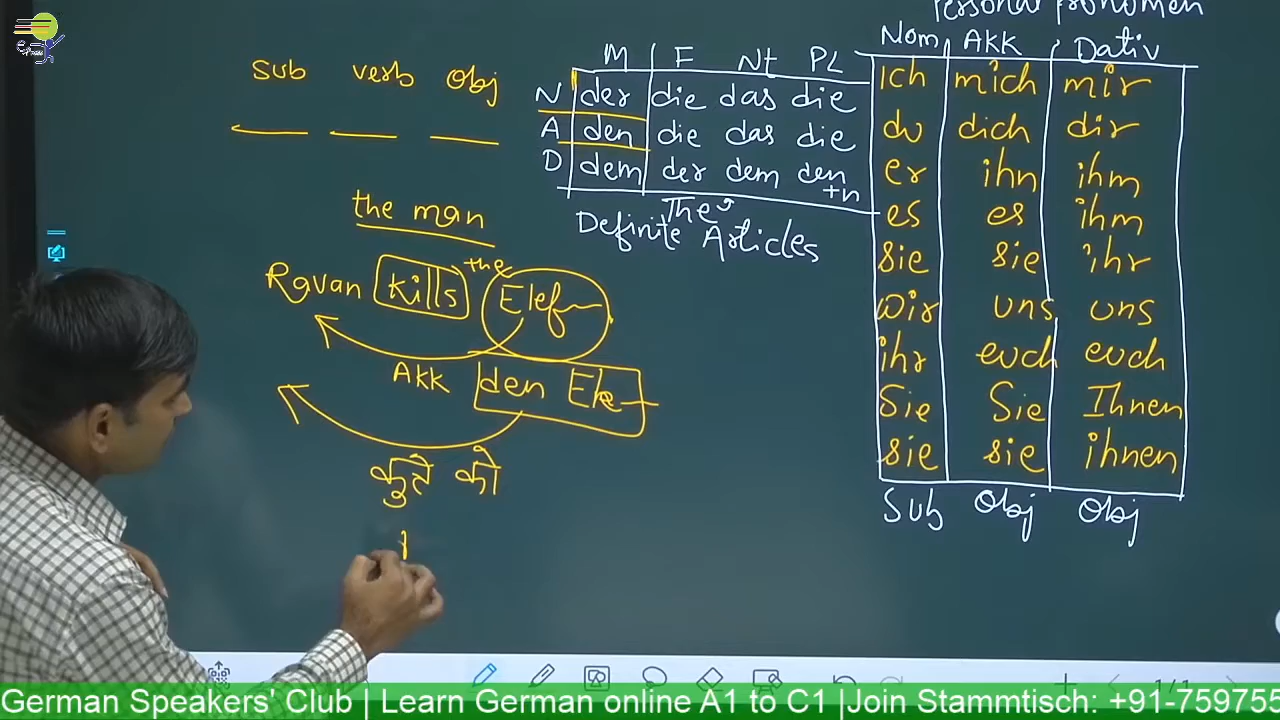 Personal Pronomen
Nom AKK Dativ
Ich mich mir
du dich dir
er ihn ihm
es es ihm
sie sie ihr
wir uns uns
ihr euch euch
Sie Sie Ihnen
sie sie ihnen
Sub Obj Obj
M F Nt PL
N der die das die
A den die das die
D dem der dem den
+n
The
Definite Articles
sub verb obj
the man
Ravan kills the Elef
AKK den Ele
कुत्ते को
German Speakers' Club | Learn German online A1 to C1 |Join Stammtisch: +91-759755
1/1